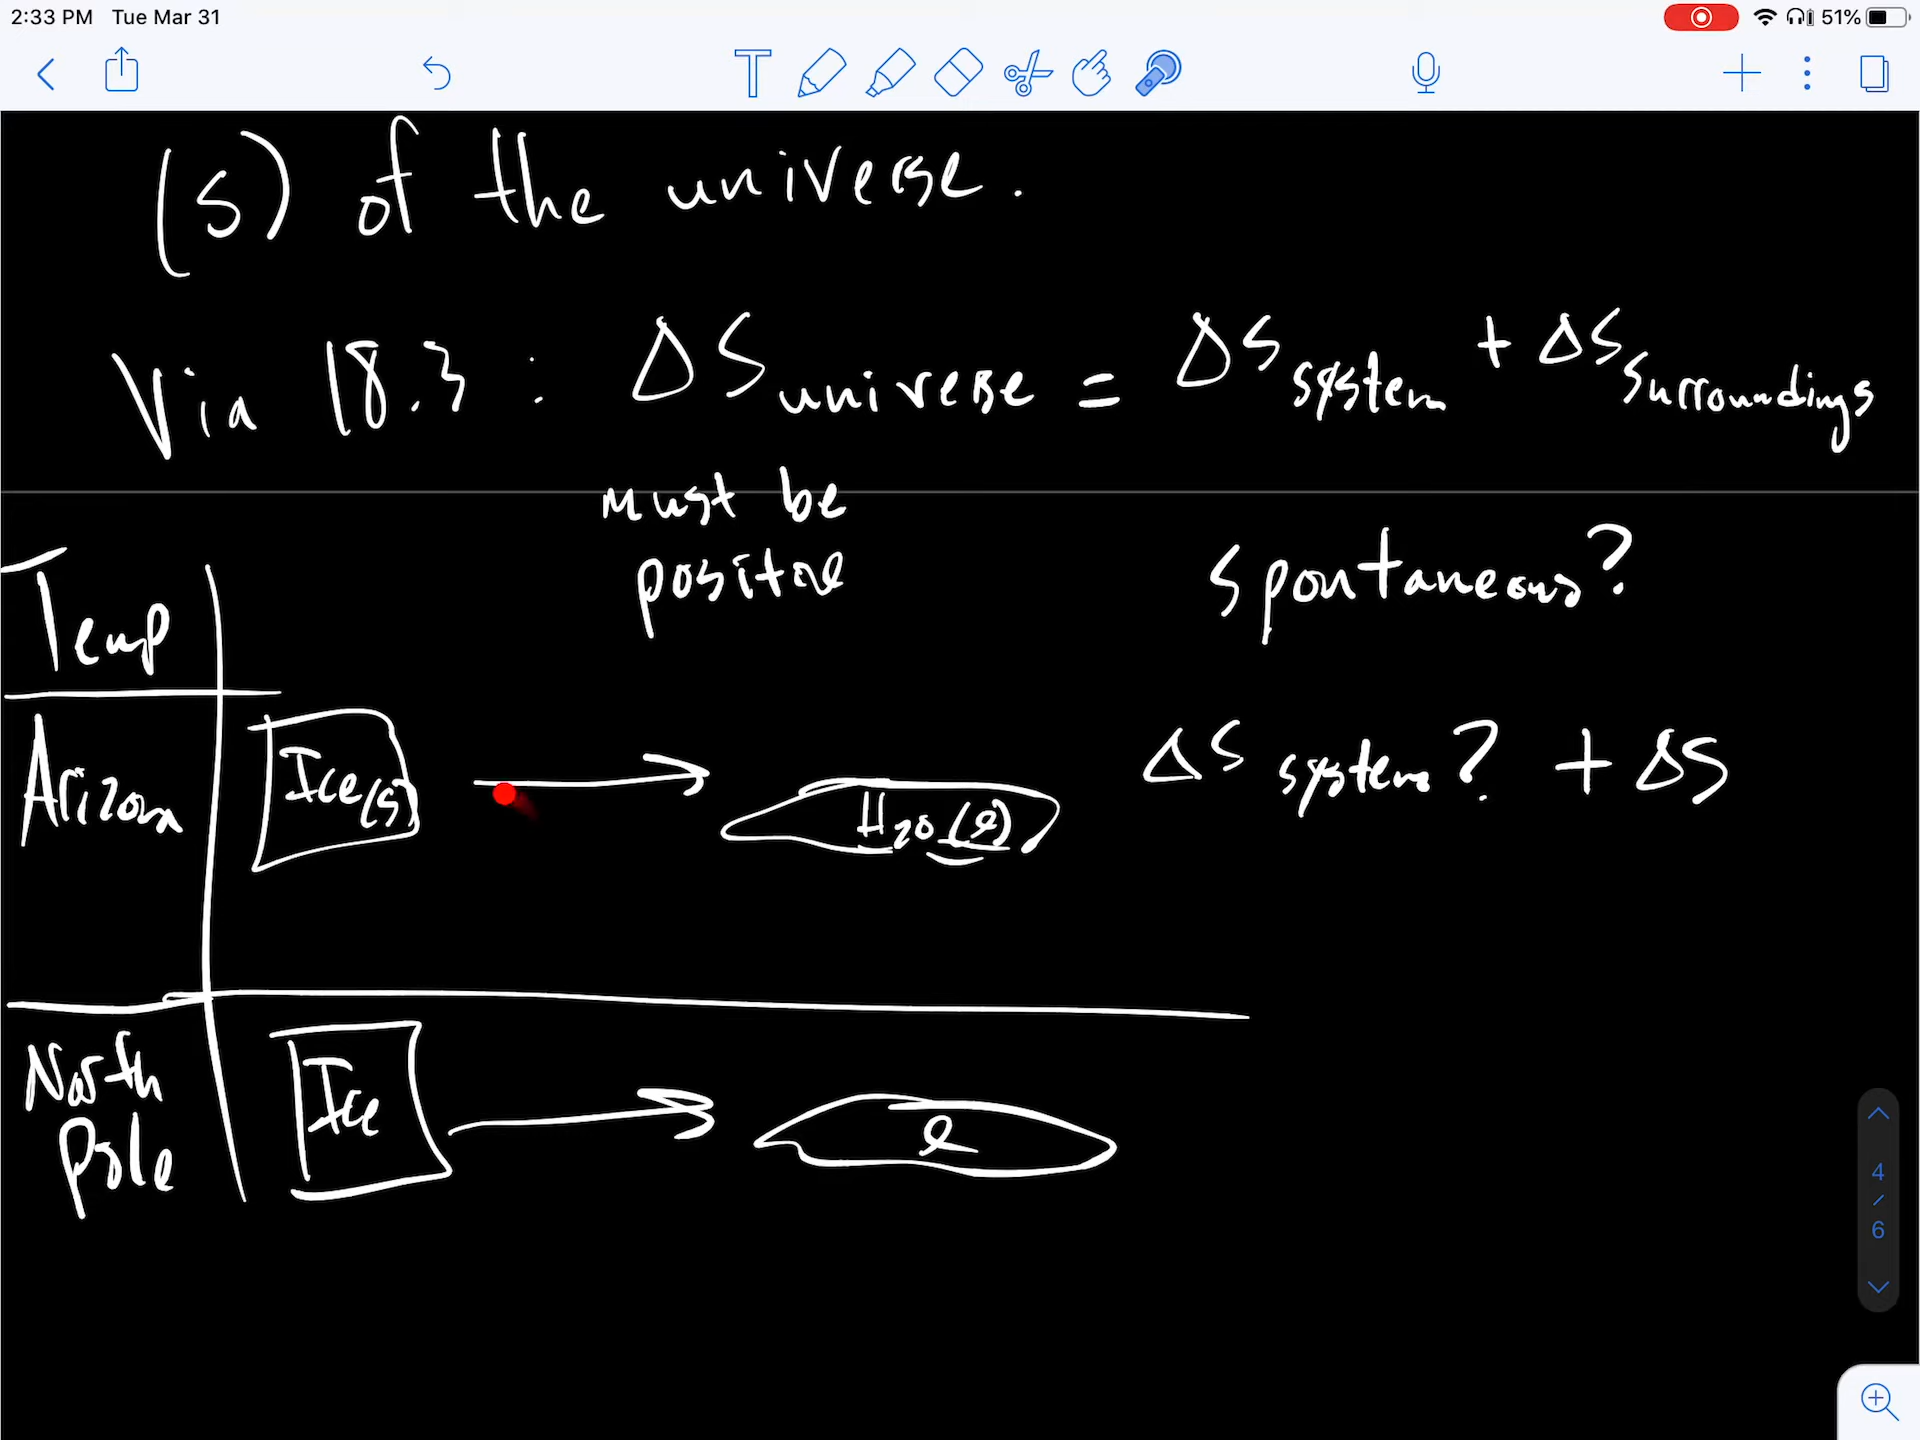 2:33 PM Tue Mar 31
51%
T
(S) of the universe.
Via 18.3 : ΔS universe = ΔS system + ΔS surroundings
must be
positive
Temp
spontaneous?
Arizona
Ice(s)
H2O(l)
ΔS system? + ΔS
North
Pole
Ice
l
4
/
6